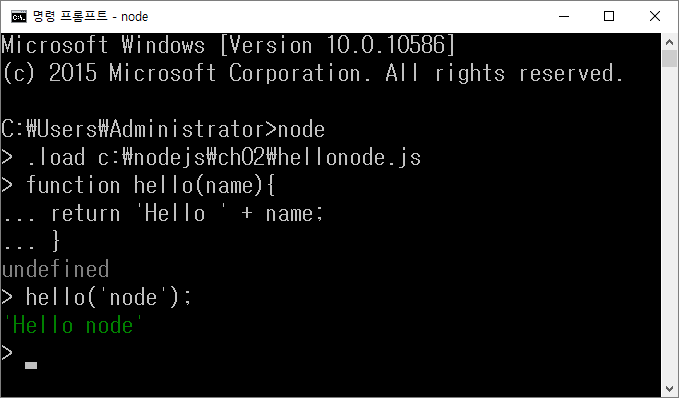 명령 프롬프트 - node
Microsoft Windows [Version 10.0.10586]
(c) 2015 Microsoft Corporation. All rights reserved.
C:₩Users₩Administrator>node
> .load c:₩nodejs₩ch02₩hellonode.js
> function hello(name){
... return 'Hello ' + name;
... }
undefined
> hello('node');
'Hello node'
>